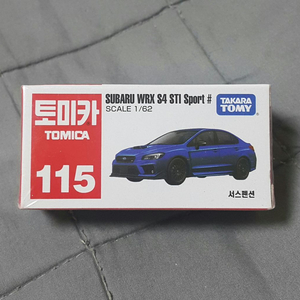 토미카
TOMICA
115
SUBARU WRX S4 STI Sport #
SCALE 1/62
TAKARA
TOMY
서스펜션